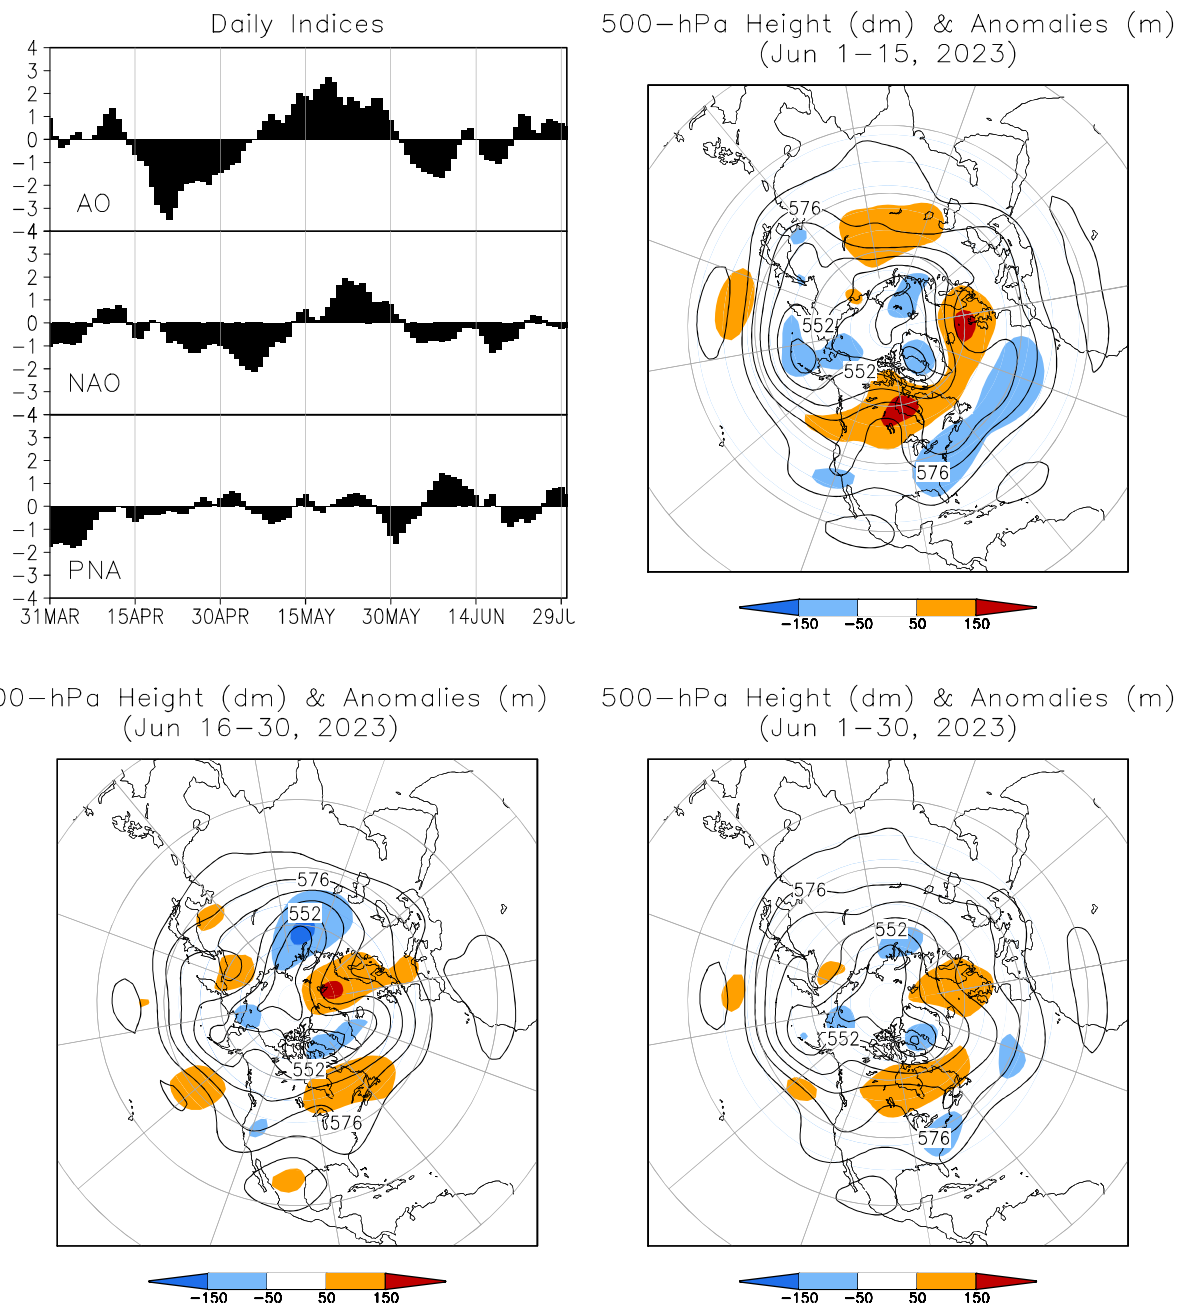 Daily Indices
4
3
2
1
0
-1
-2
-3
-4
AO
3
2
1
0
-1
-2
-3
-4
NAO
3
2
1
0
-1
-2
-3
-4
PNA
31MAR 15APR 30APR 15MAY 30MAY 14JUN 29JU
500-hPa Height (dm) & Anomalies (m)
(Jun 1-15, 2023)
576
552
552
576
-150 -50 50 150
00-hPa Height (dm) & Anomalies (m)
(Jun 16-30, 2023)
576
552
552
576
-150 -50 50 150
500-hPa Height (dm) & Anomalies (m)
(Jun 1-30, 2023)
576
552
552
576
-150 -50 50 150